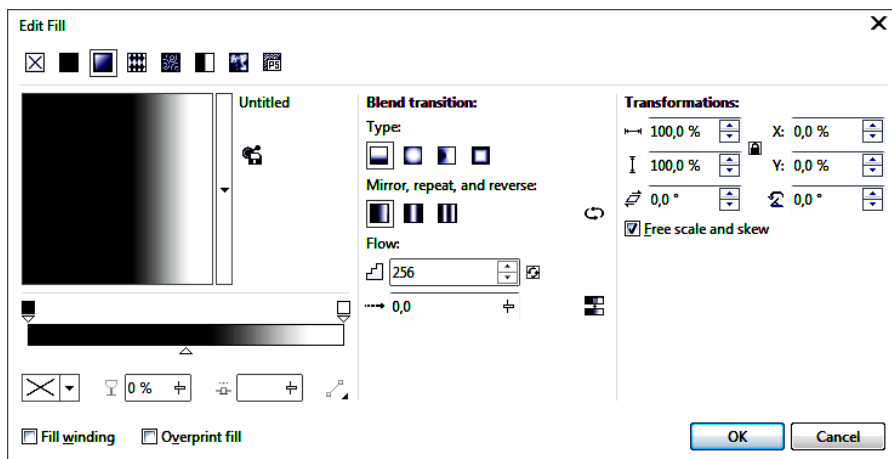 Edit Fill
PS
Untitled
Blend transition:
Type:
Mirror, repeat, and reverse:
Flow:
256
0,0
Transformations:
100,0 % X: 0,0 %
100,0 % Y: 0,0 %
0,0 ° 0,0 °
Free scale and skew
0 %
Fill winding Overprint fill
OK Cancel